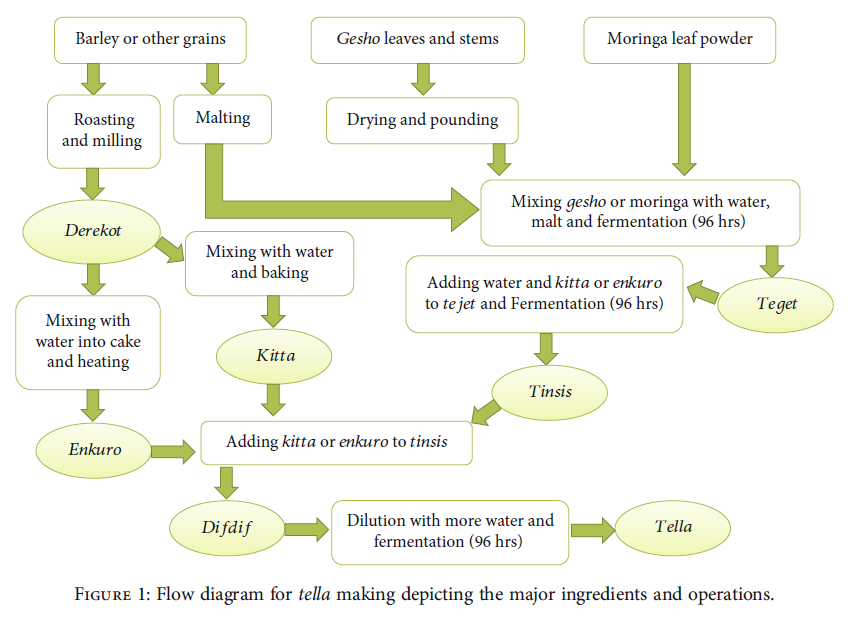 Barley or other grains
Gesho leaves and stems
Moringa leaf powder
Roasting
and milling
Malting
Drying and pounding
Mixing gesho or moringa with water,
malt and fermentation (96 hrs)
Derekot
Mixing with water
and baking
Adding water and kitta or enkuro
to te jet and Fermentation (96 hrs)
Teget
Mixing with
water into cake
and heating
Kitta
Tinsis
Enkuro
Adding kitta or enkuro to tinsis
Difdif
Dilution with more water and
fermentation (96 hrs)
Tella
Figure 1: Flow diagram for tella making depicting the major ingredients and operations.